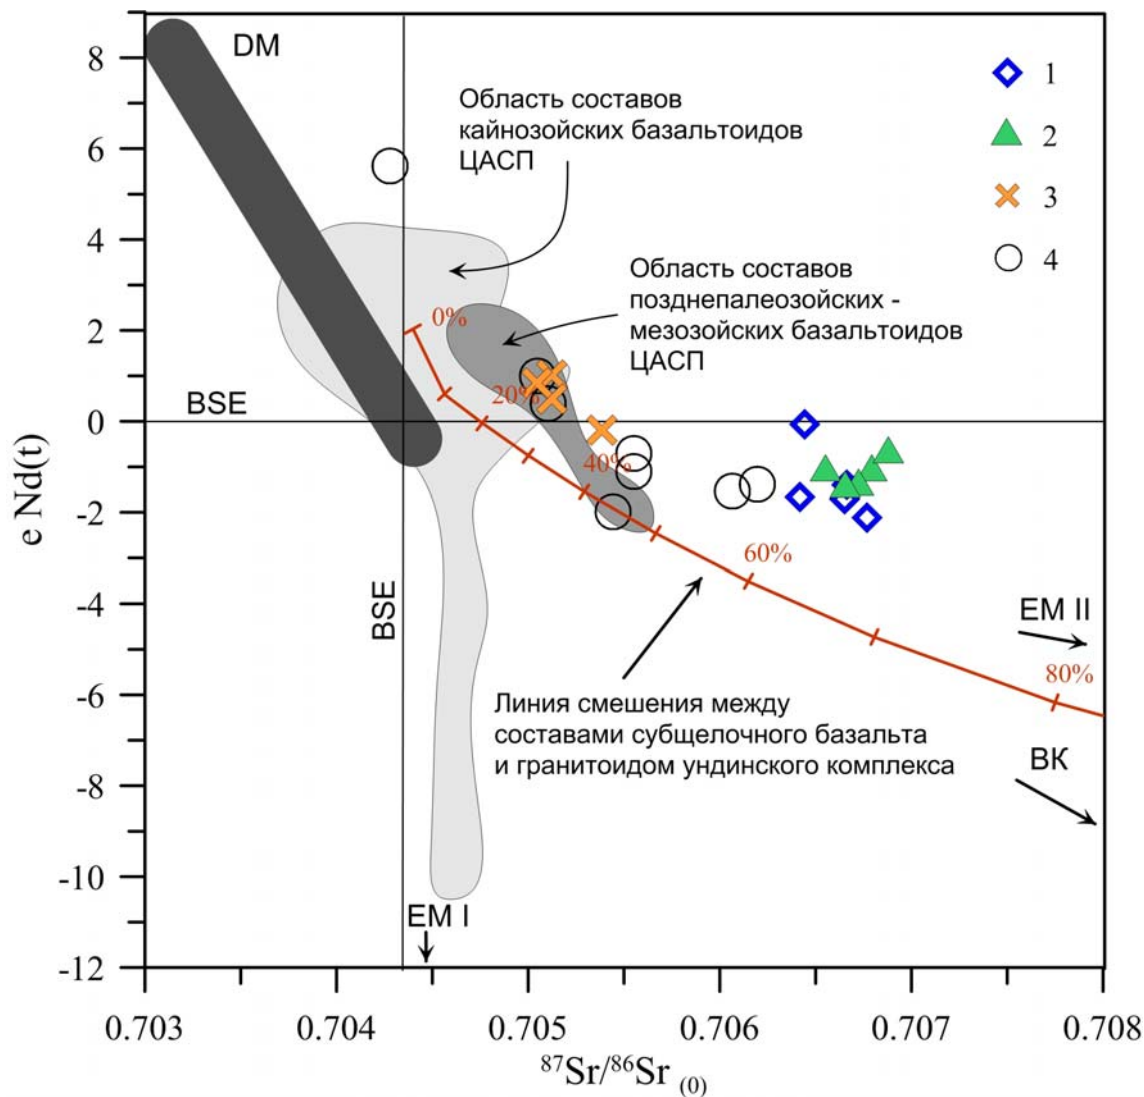 DM
1
2
3
4
Область составов
кайнозойских базальтоидов
ЦАСП
Область составов
позднепалеозойских -
мезозойских базальтоидов
ЦАСП
0%
20%
40%
60%
80%
BSE
BSE
EM II
Линия смешения между
составами субщелочного базальта
и гранитоидом ундинского комплекса
ВК
EM I
e Nd(t)
8
6
4
2
0
-2
-4
-6
-8
-10
-12
0.703
0.704
0.705
0.706
0.707
0.708
⁸⁷Sr/⁸⁶Sr (0)